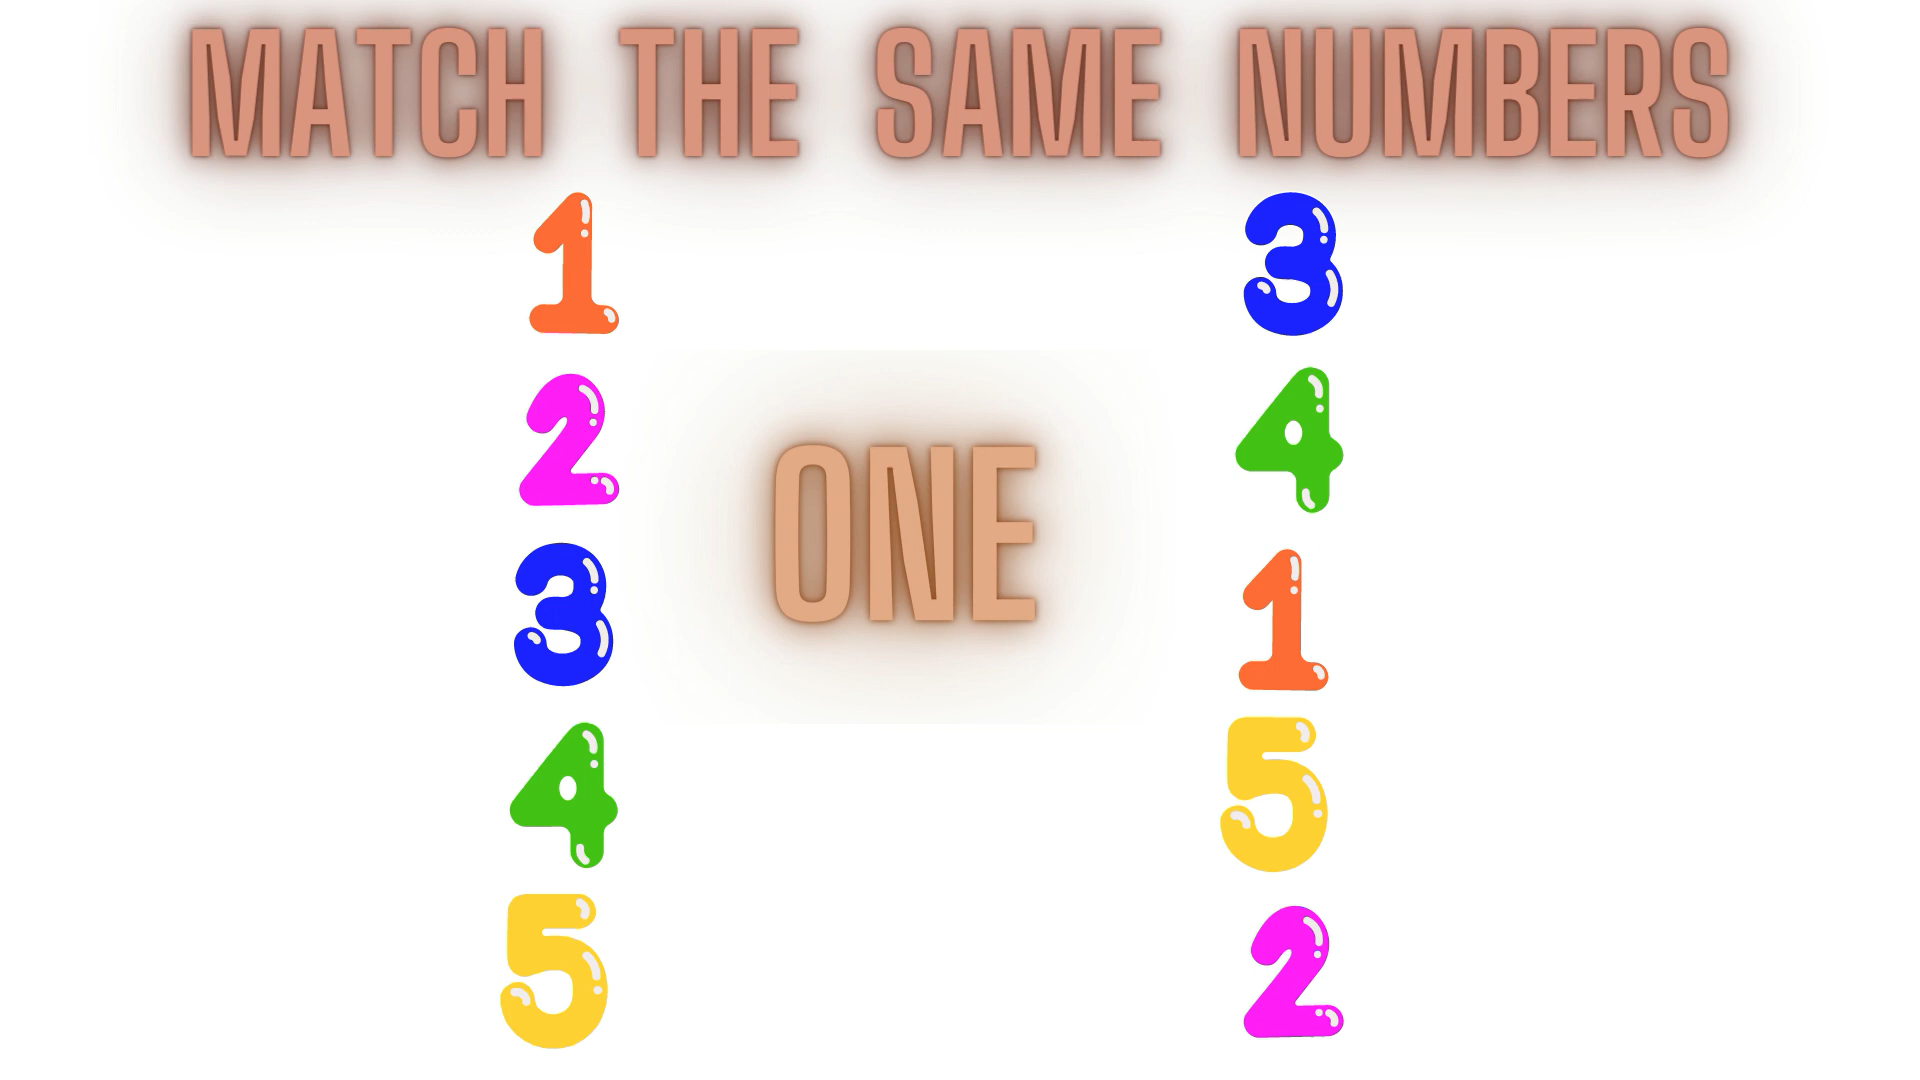 MATCH THE SAME NUMBERS
1 3
2 4
ONE
3 1
4 5
5 2